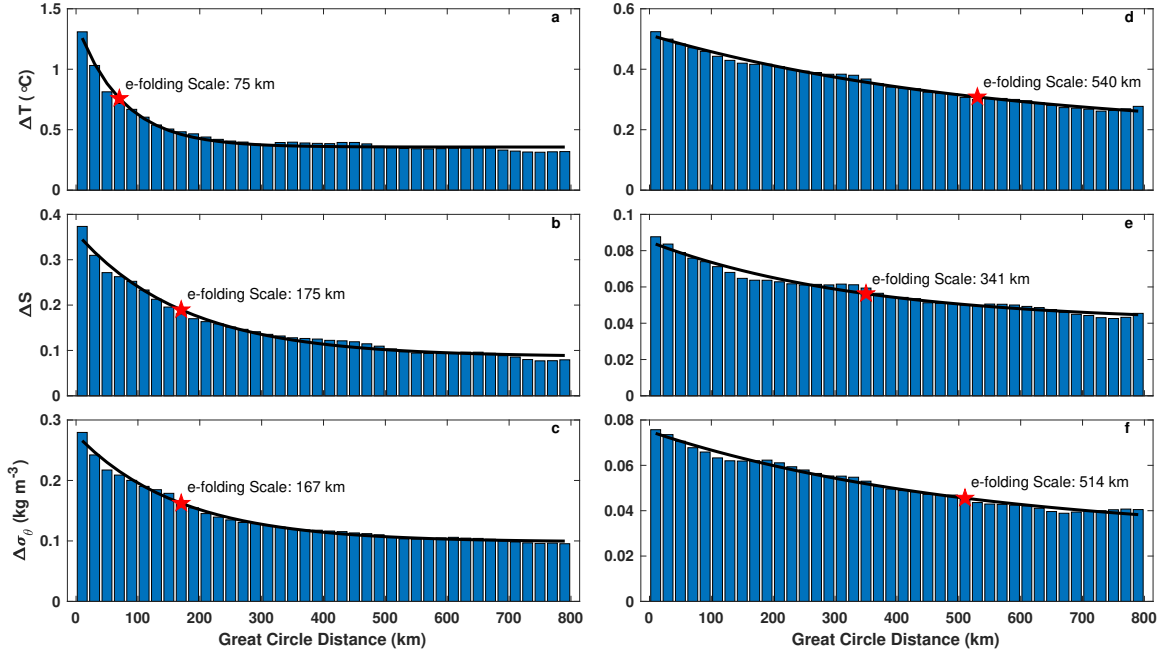 a
1.5
1
0.5
0
ΔT (°C)
e-folding Scale: 75 km
d
0.6
0.4
0.2
0
e-folding Scale: 540 km
b
0.4
0.3
0.2
0.1
0
ΔS
e-folding Scale: 175 km
e
0.1
0.08
0.06
0.04
0.02
0
e-folding Scale: 341 km
c
0.3
0.2
0.1
0
Δσθ (kg m-3)
e-folding Scale: 167 km
0 100 200 300 400 500 600 700 800
Great Circle Distance (km)
f
0.08
0.06
0.04
0.02
0
e-folding Scale: 514 km
0 100 200 300 400 500 600 700 800
Great Circle Distance (km)